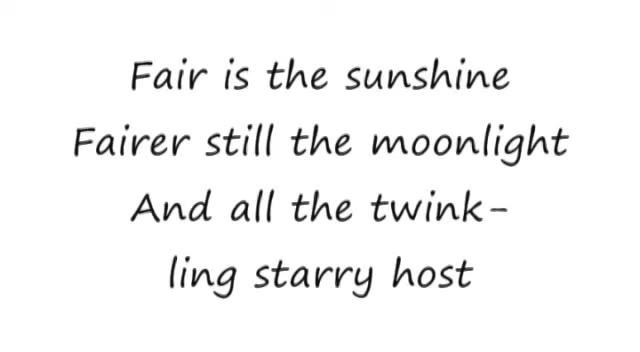 Fair is the sunshine
Fairer still the moonlight
And all the twink-
ling starry host